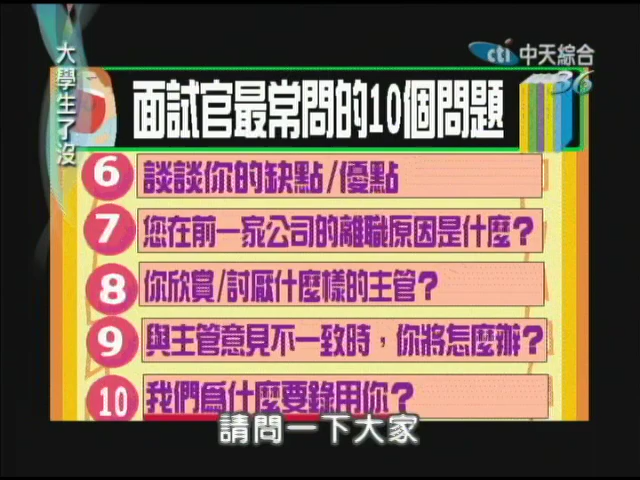 大學生了沒
cti 中天綜合
36
面試官最常問的10個問題
6 談談你的缺點/優點
7 您在前一家公司的離職原因是什麼?
8 你欣賞/討厭什麼樣的主管?
9 與主管意見不一致時，你將怎麼辦?
10 我們為什麼要錄用你?
請問一下大家